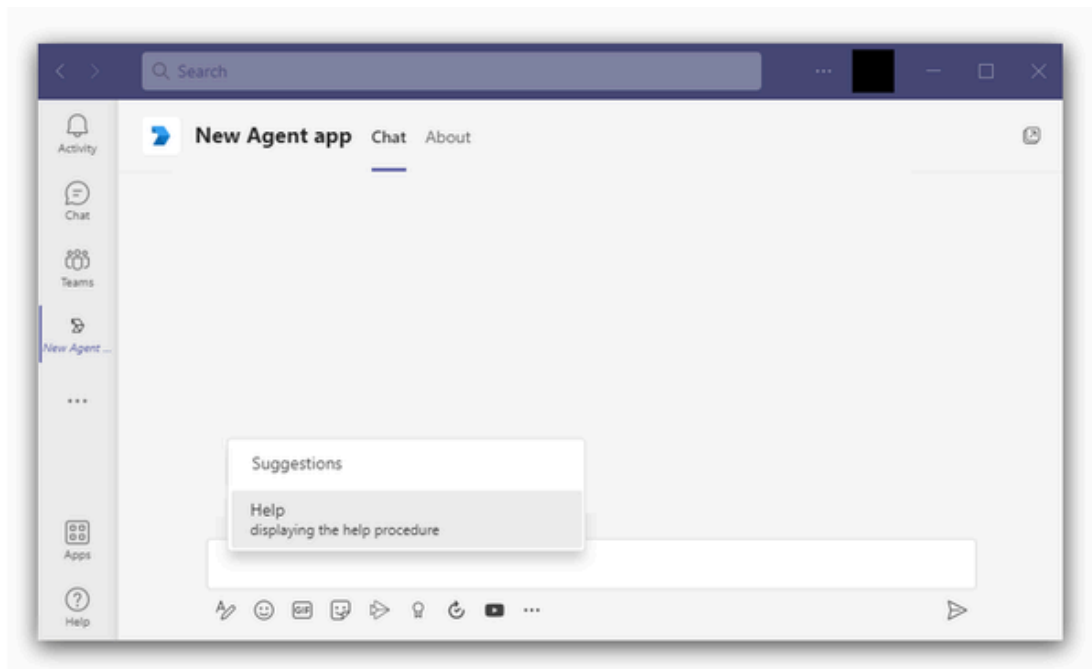 Search
Activity
Chat
Teams
New Agent ...
Apps
Help
New Agent app Chat About
Suggestions
Help
displaying the help procedure
GIF